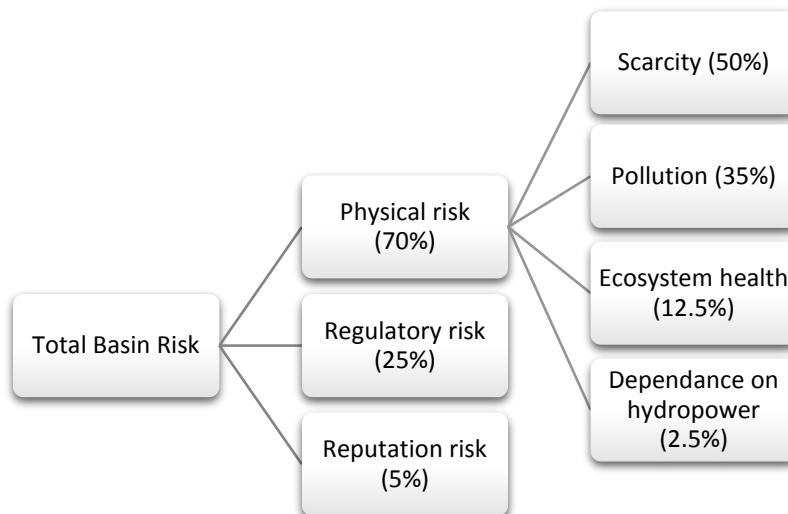 Total Basin Risk
Physical risk
(70%)
Regulatory risk
(25%)
Reputation risk
(5%)
Scarcity (50%)
Pollution (35%)
Ecosystem health
(12.5%)
Dependance on
hydropower
(2.5%)